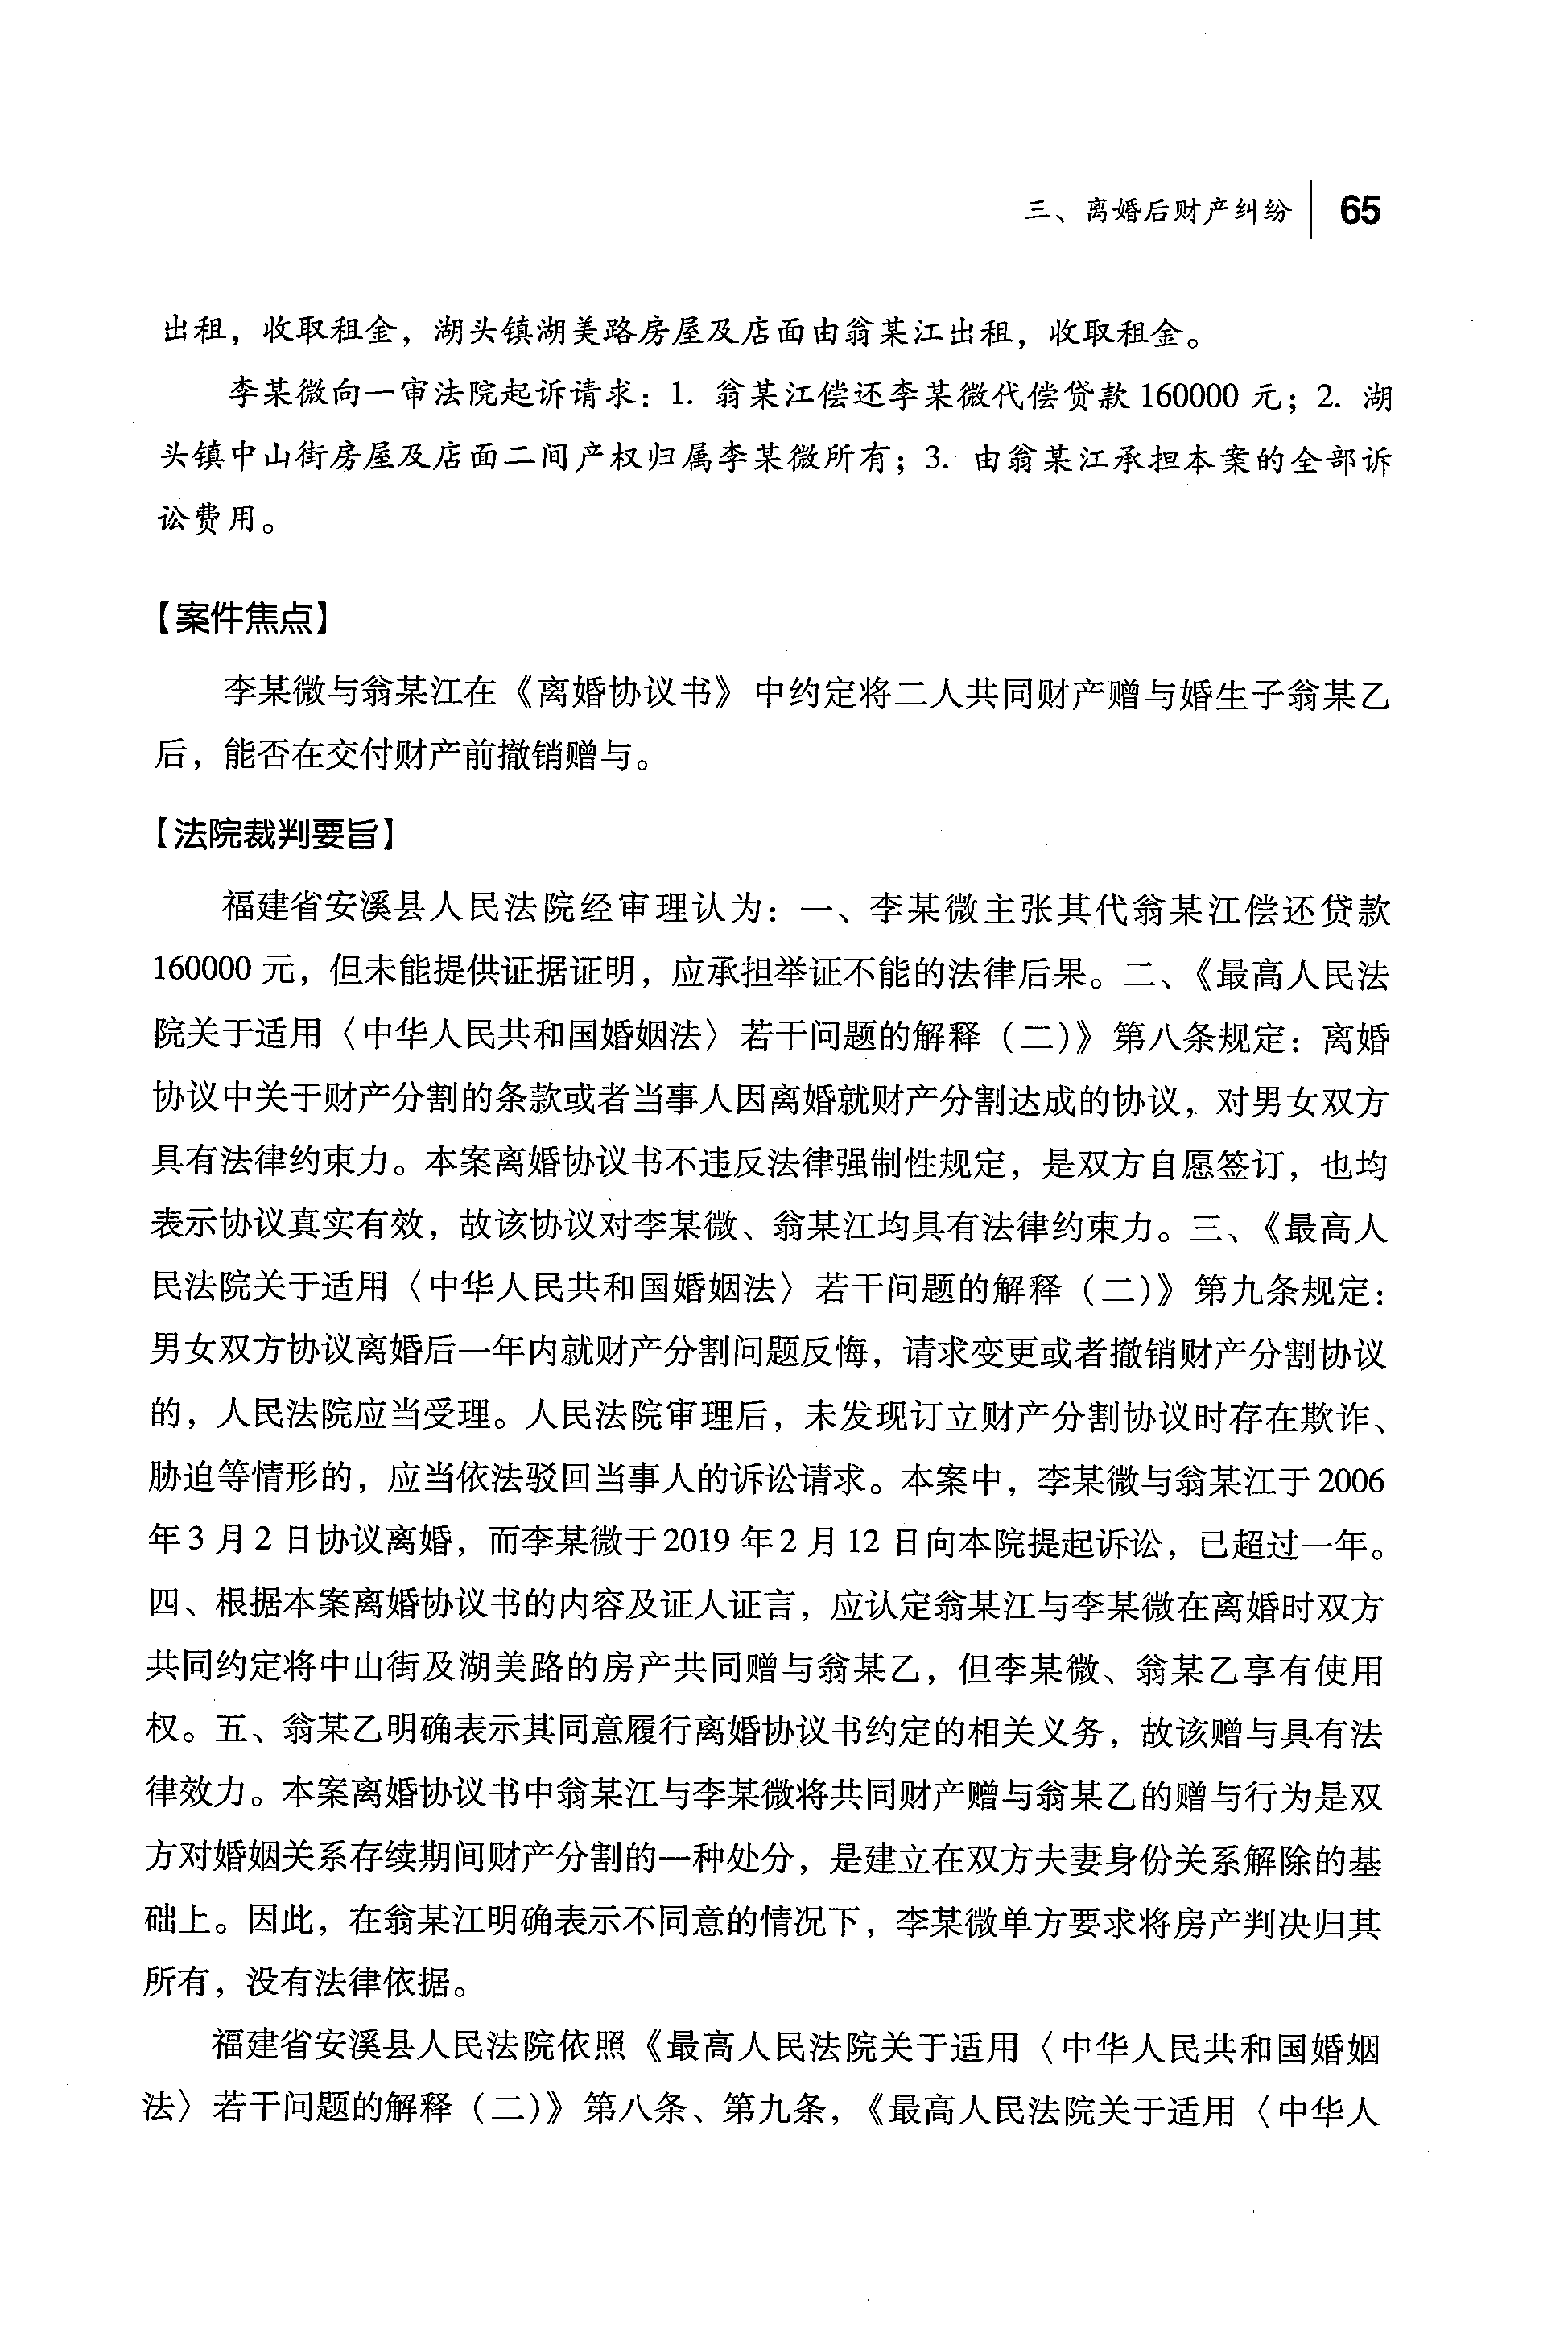 三、离婚后财产纠纷 65
出租，收取租金，湖头镇湖美路房屋及店面由翁某江出租，收取租金。
李某微向一审法院起诉请求：1. 翁某江偿还李某微代偿贷款 160000 元；2. 湖
头镇中山街房屋及店面二间产权归属李某微所有；3. 由翁某江承担本案的全部诉
讼费用。
【案件焦点】
李某微与翁某江在《离婚协议书》中约定将二人共同财产赠与婚生子翁某乙
后，能否在交付财产前撤销赠与。
【法院裁判要旨】
福建省安溪县人民法院经审理认为：一、李某微主张其代翁某江偿还贷款
160000 元，但未能提供证据证明，应承担举证不能的法律后果。二、《最高人民法
院关于适用〈中华人民共和国婚姻法〉若干问题的解释（二）》第八条规定：离婚
协议中关于财产分割的条款或者当事人因离婚就财产分割达成的协议，对男女双方
具有法律约束力。本案离婚协议书不违反法律强制性规定，是双方自愿签订，也均
表示协议真实有效，故该协议对李某微、翁某江均具有法律约束力。三、《最高人
民法院关于适用〈中华人民共和国婚姻法〉若干问题的解释（二）》第九条规定：
男女双方协议离婚后一年内就财产分割问题反悔，请求变更或者撤销财产分割协议
的，人民法院应当受理。人民法院审理后，未发现订立财产分割协议时存在欺诈、
胁迫等情形的，应当依法驳回当事人的诉讼请求。本案中，李某微与翁某江于 2006
年 3 月 2 日协议离婚，而李某微于 2019 年 2 月 12 日向本院提起诉讼，已超过一年。
四、根据本案离婚协议书的内容及证人证言，应认定翁某江与李某微在离婚时双方
共同约定将中山街及湖美路的房产共同赠与翁某乙，但李某微、翁某乙享有使用
权。五、翁某乙明确表示其同意履行离婚协议书约定的相关义务，故该赠与具有法
律效力。本案离婚协议书中翁某江与李某微将共同财产赠与翁某乙的赠与行为是双
方对婚姻关系存续期间财产分割的一种处分，是建立在双方夫妻身份关系解除的基
础上。因此，在翁某江明确表示不同意的情况下，李某微单方要求将房产判决归其
所有，没有法律依据。
福建省安溪县人民法院依照《最高人民法院关于适用〈中华人民共和国婚姻
法〉若干问题的解释（二）》第八条、第九条，《最高人民法院关于适用〈中华人